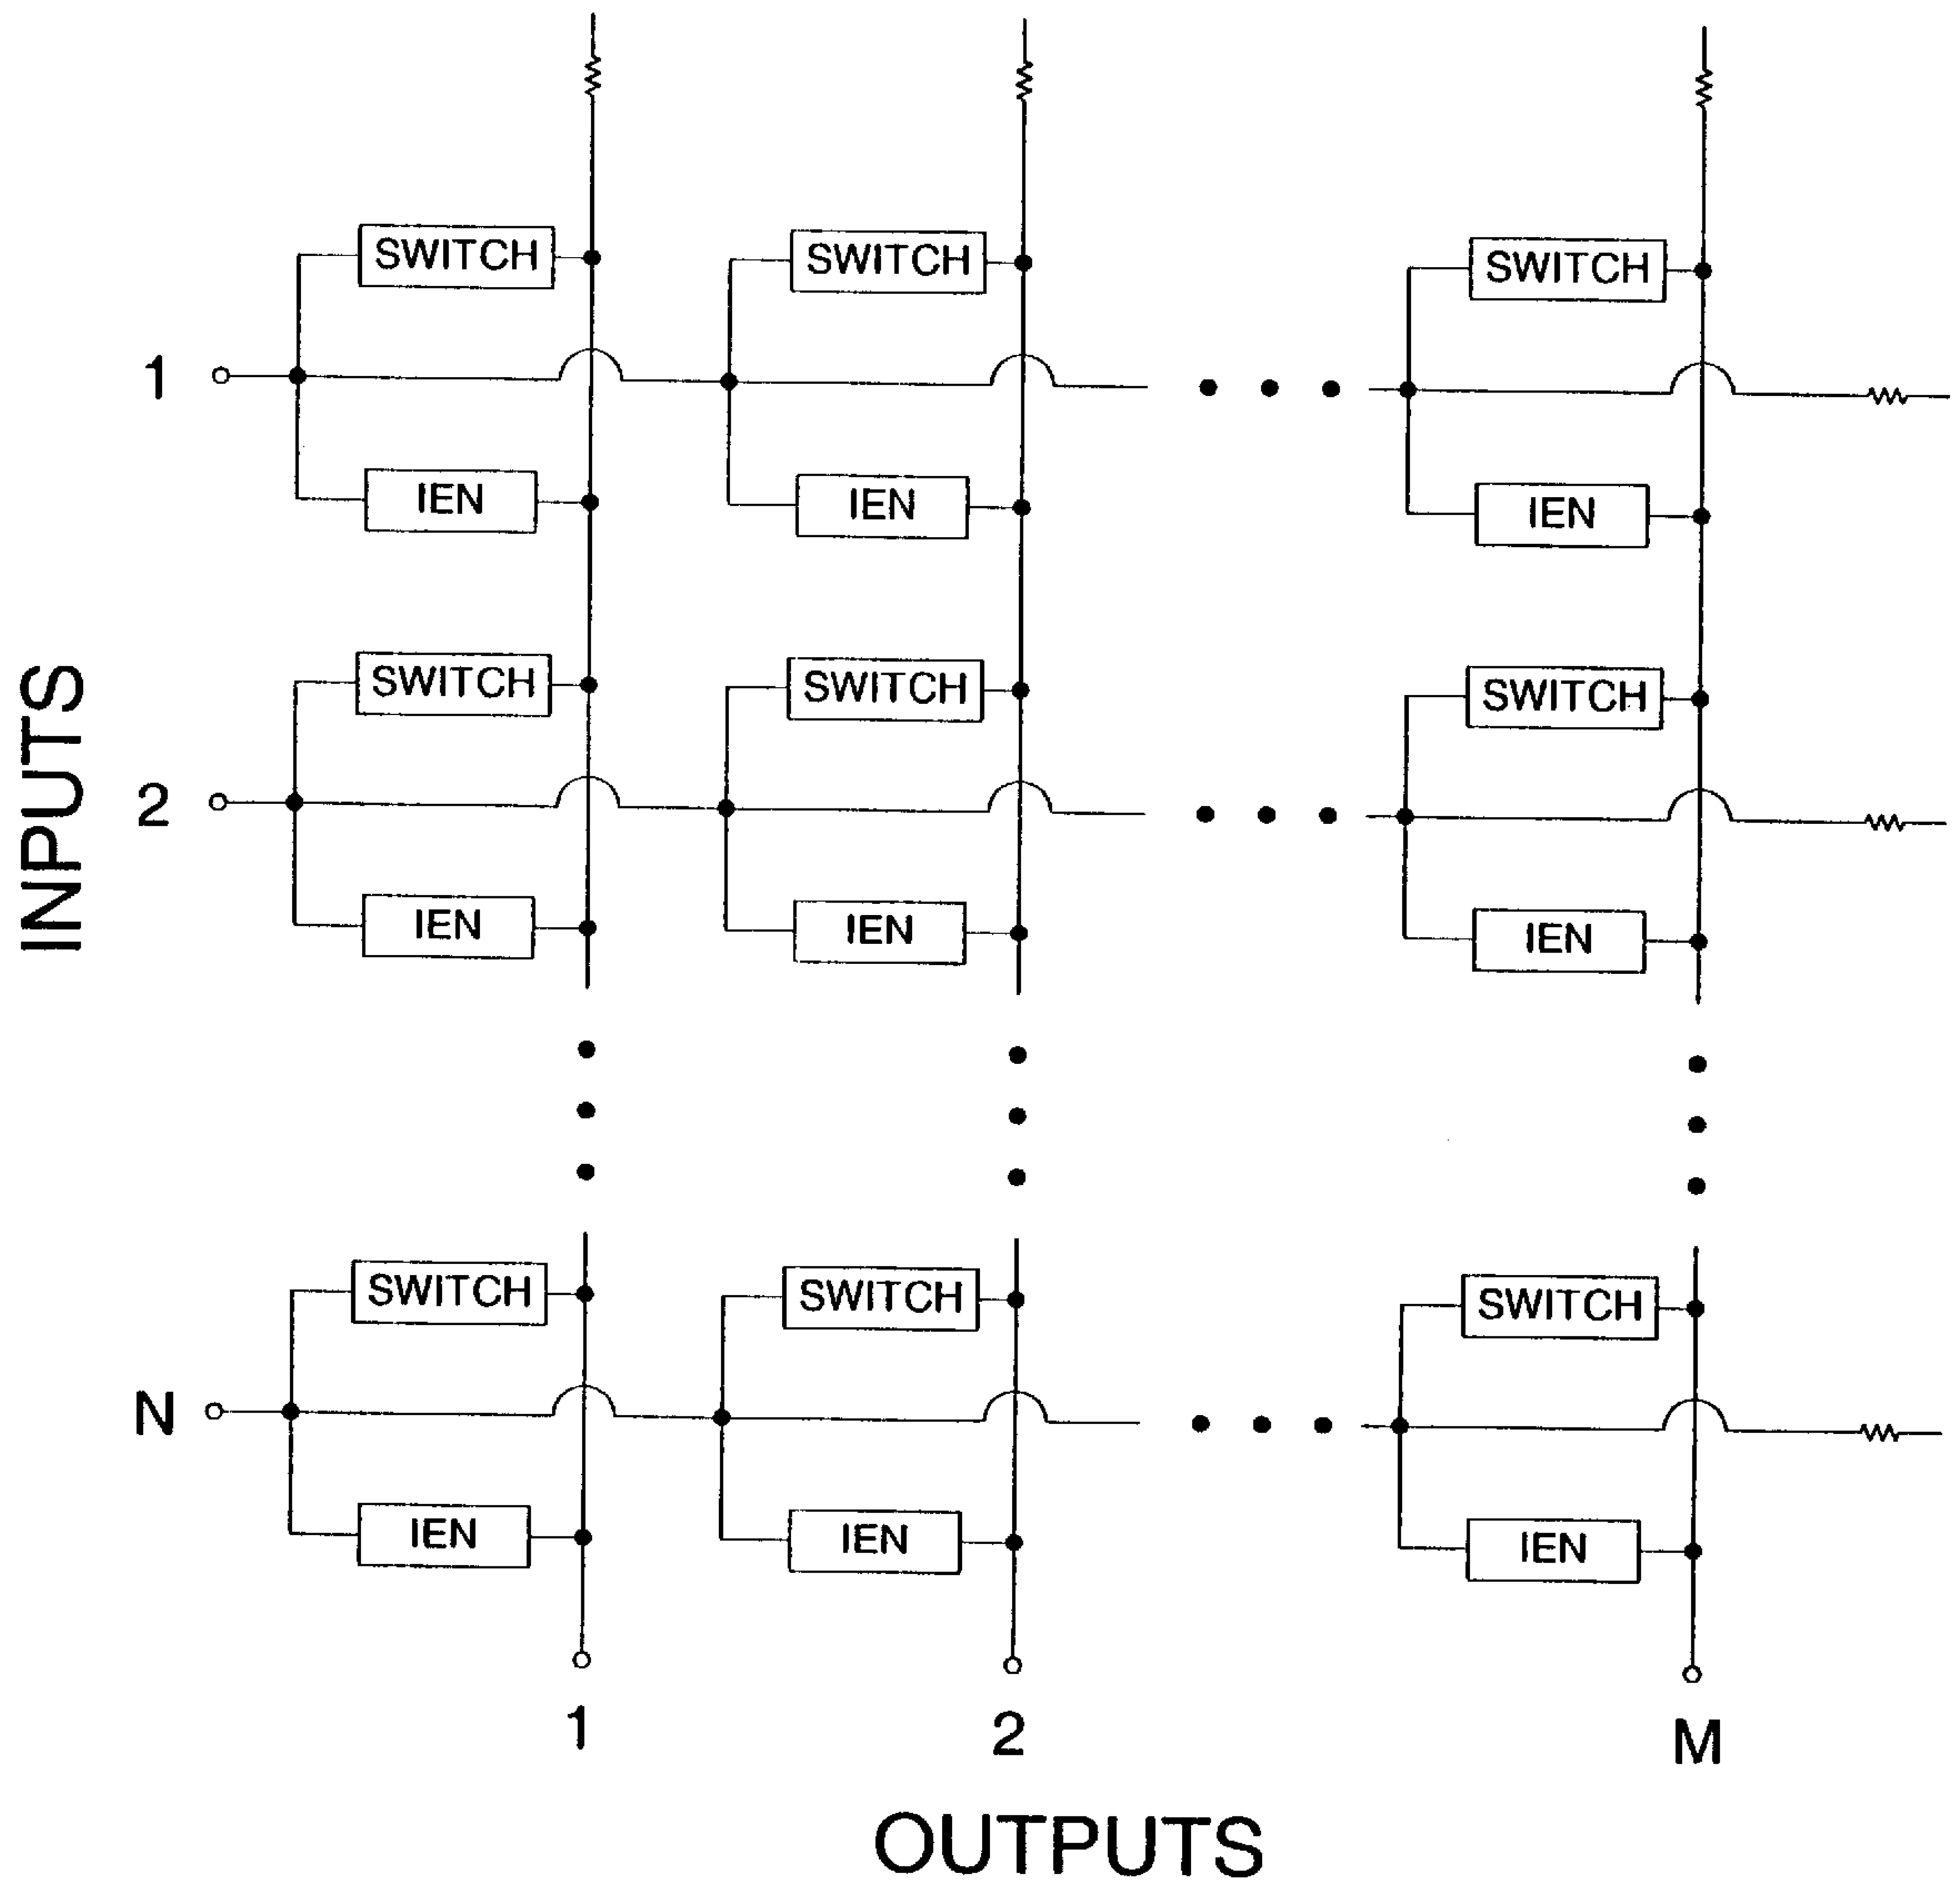 SWITCH SWITCH SWITCH
1
IEN IEN IEN
SWITCH SWITCH SWITCH
INPUTS
2
IEN IEN IEN
SWITCH SWITCH SWITCH
N
IEN IEN IEN
1 2 M
OUTPUTS